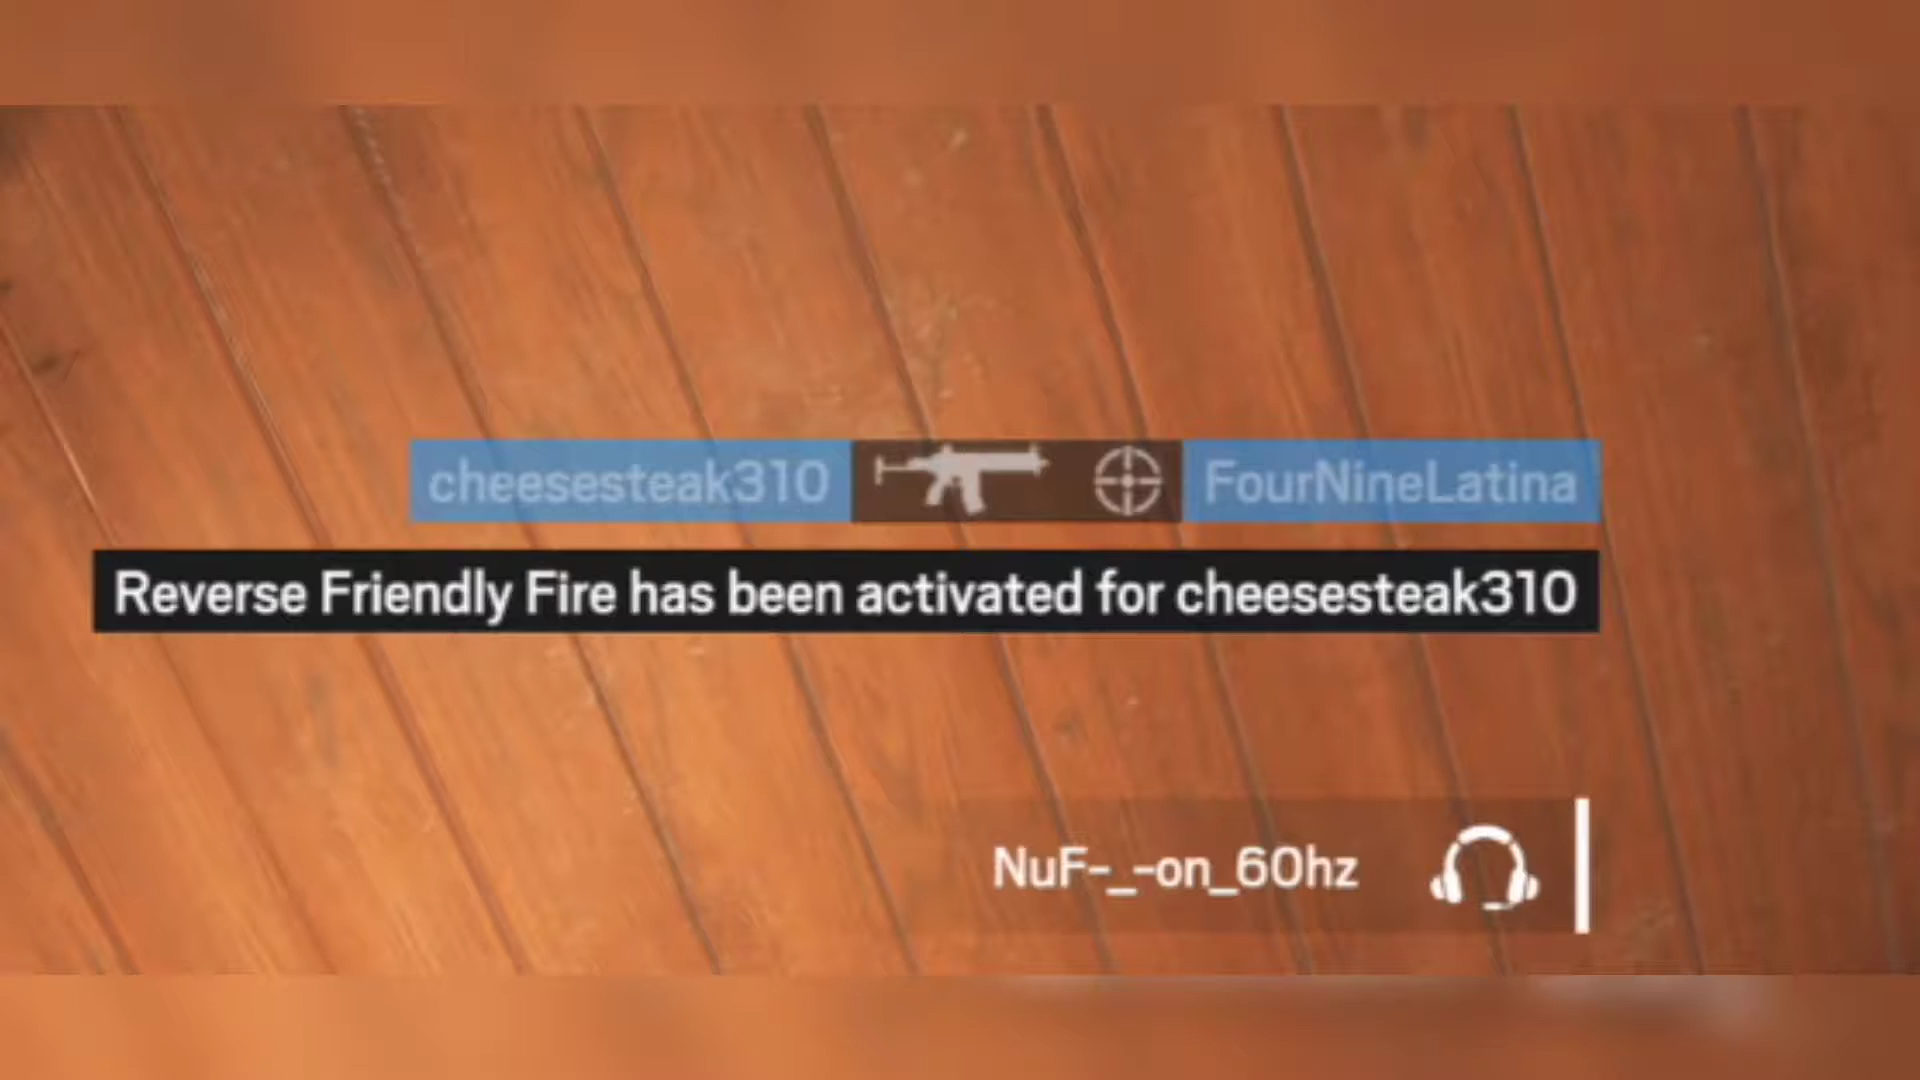 cheesesteak310 FourNineLatina
Reverse Friendly Fire has been activated for cheesesteak310
NuF-_-on_60hz